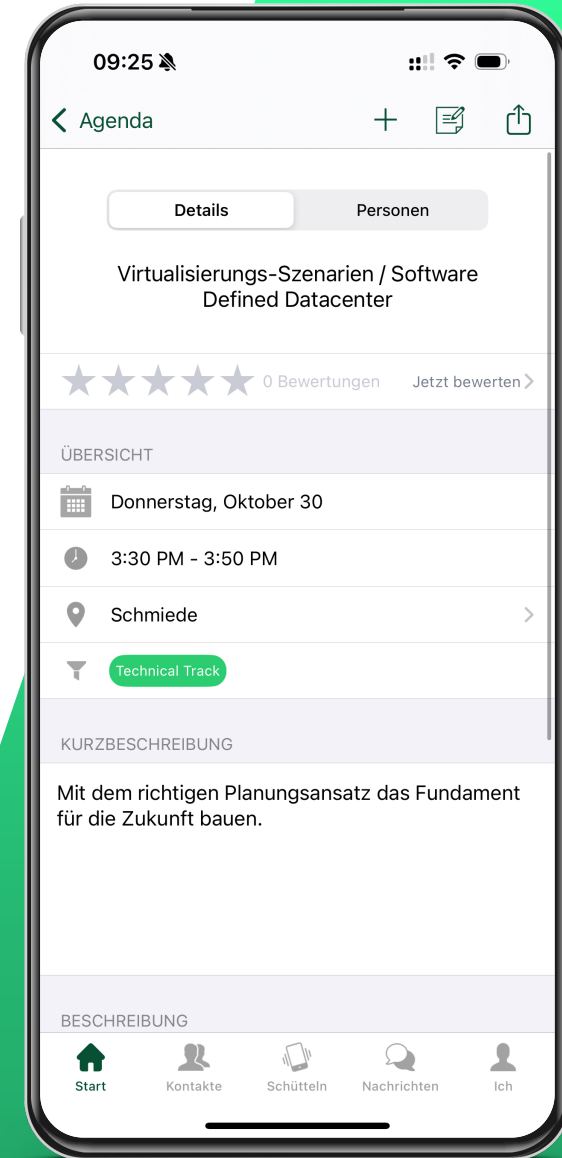 09:25
Agenda
Details Personen
Virtualisierungs-Szenarien / Software
Defined Datacenter
0 Bewertungen Jetzt bewerten
ÜBERSICHT
Donnerstag, Oktober 30
3:30 PM - 3:50 PM
Schmiede
Technical Track
KURZBESCHREIBUNG
Mit dem richtigen Planungsansatz das Fundament
für die Zukunft bauen.
BESCHREIBUNG
Start Kontakte Schütteln Nachrichten Ich